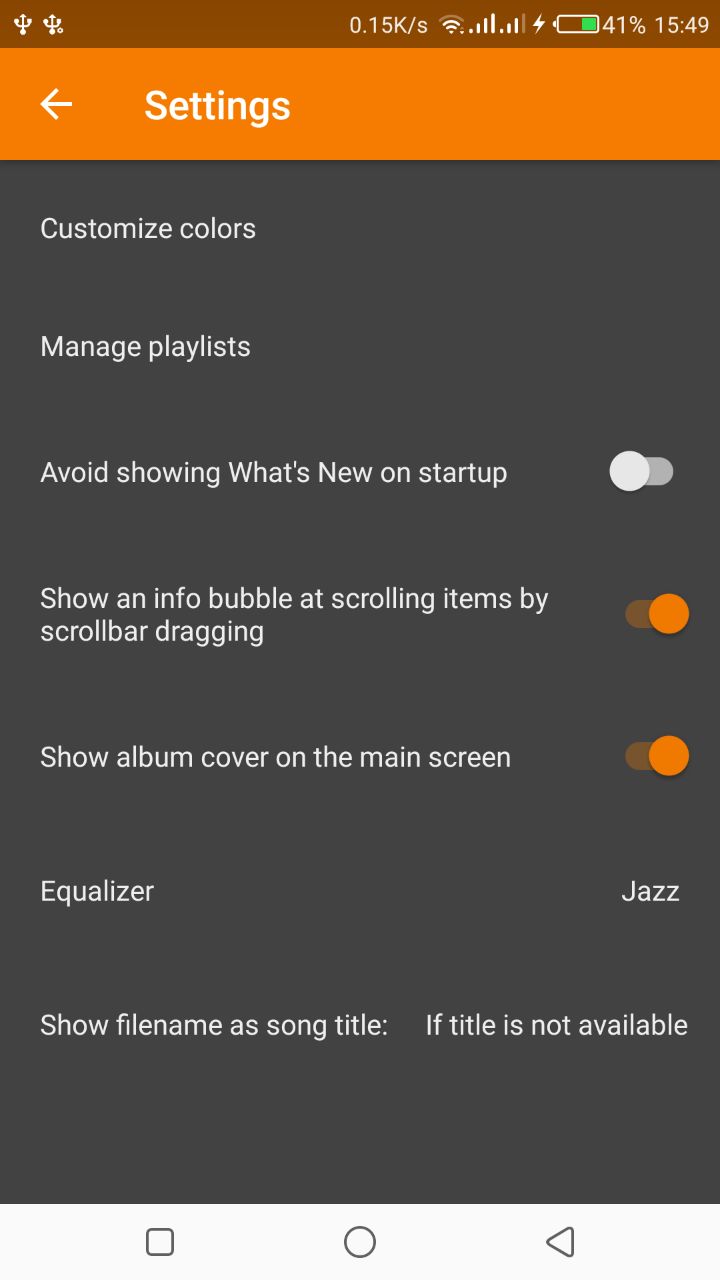 0.15K/s 41% 15:49
Settings
Customize colors
Manage playlists
Avoid showing What's New on startup
Show an info bubble at scrolling items by
scrollbar dragging
Show album cover on the main screen
Equalizer Jazz
Show filename as song title: If title is not available